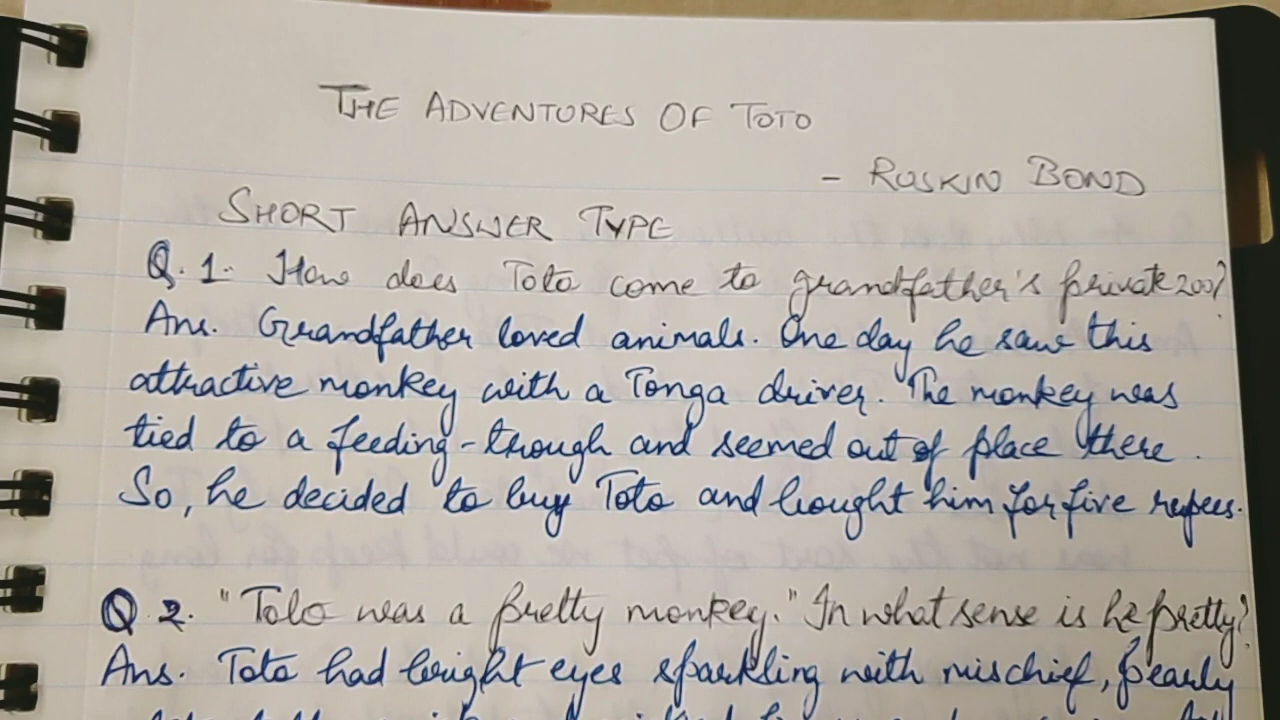 THE ADVENTURES OF TOTO
- RUSKIN BOND
SHORT ANSWER TYPE
Q. 1. How does Toto come to grandfather's private zoo?
Ans. Grandfather loved animals. One day he saw this
attractive monkey with a Tonga driver. The monkey was
tied to a feeding-trough and seemed out of place there.
So, he decided to buy Toto and bought him for five rupees.
Q 2. "Toto was a pretty monkey." In what sense is he pretty?
Ans. Toto had bright eyes sparkling with mischief, pearly